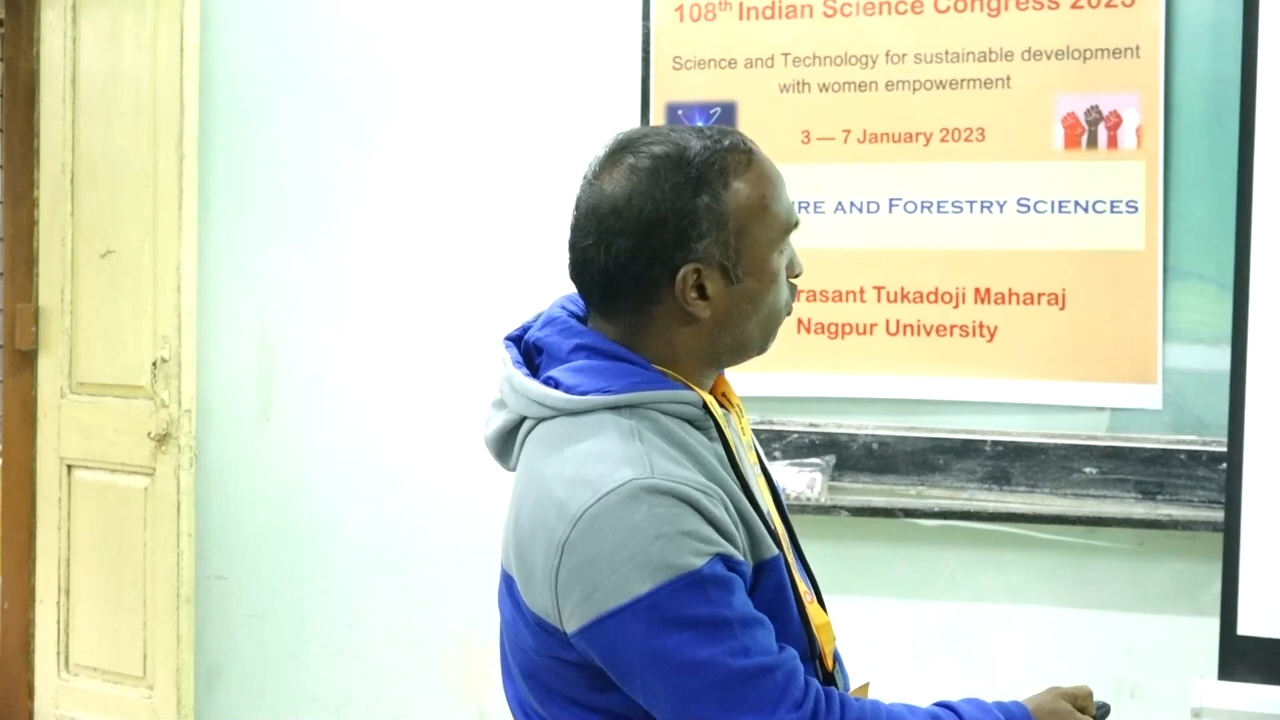 108th Indian Science Congress 2023
Science and Technology for sustainable development
with women empowerment
3 — 7 January 2023
RE AND FORESTRY SCIENCES
rasant Tukadoji Maharaj
Nagpur University